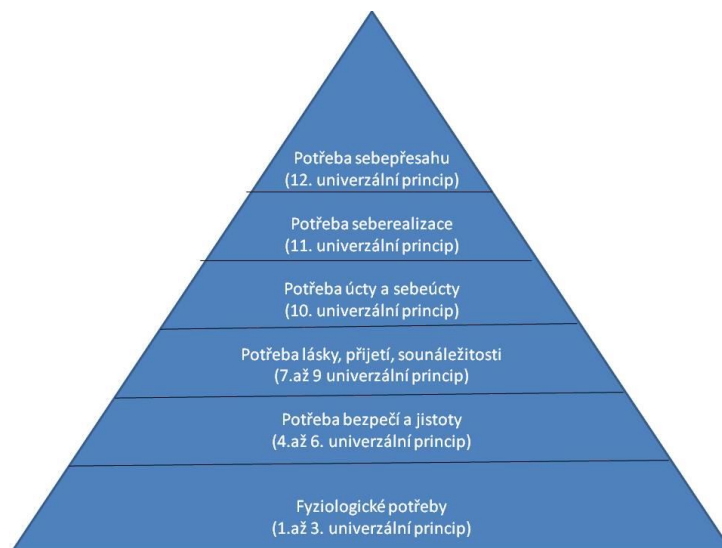 Potřeba sebepřesahu
(12. univerzální princip)
Potřeba seberealizace
(11. univerzální princip)
Potřeba úcty a sebeúcty
(10. univerzální princip)
Potřeba lásky, přijetí, sounáležitosti
(7.až 9 univerzální princip)
Potřeba bezpečí a jistoty
(4.až 6. univerzální princip)
Fyziologické potřeby
(1.až 3. univerzální princip)